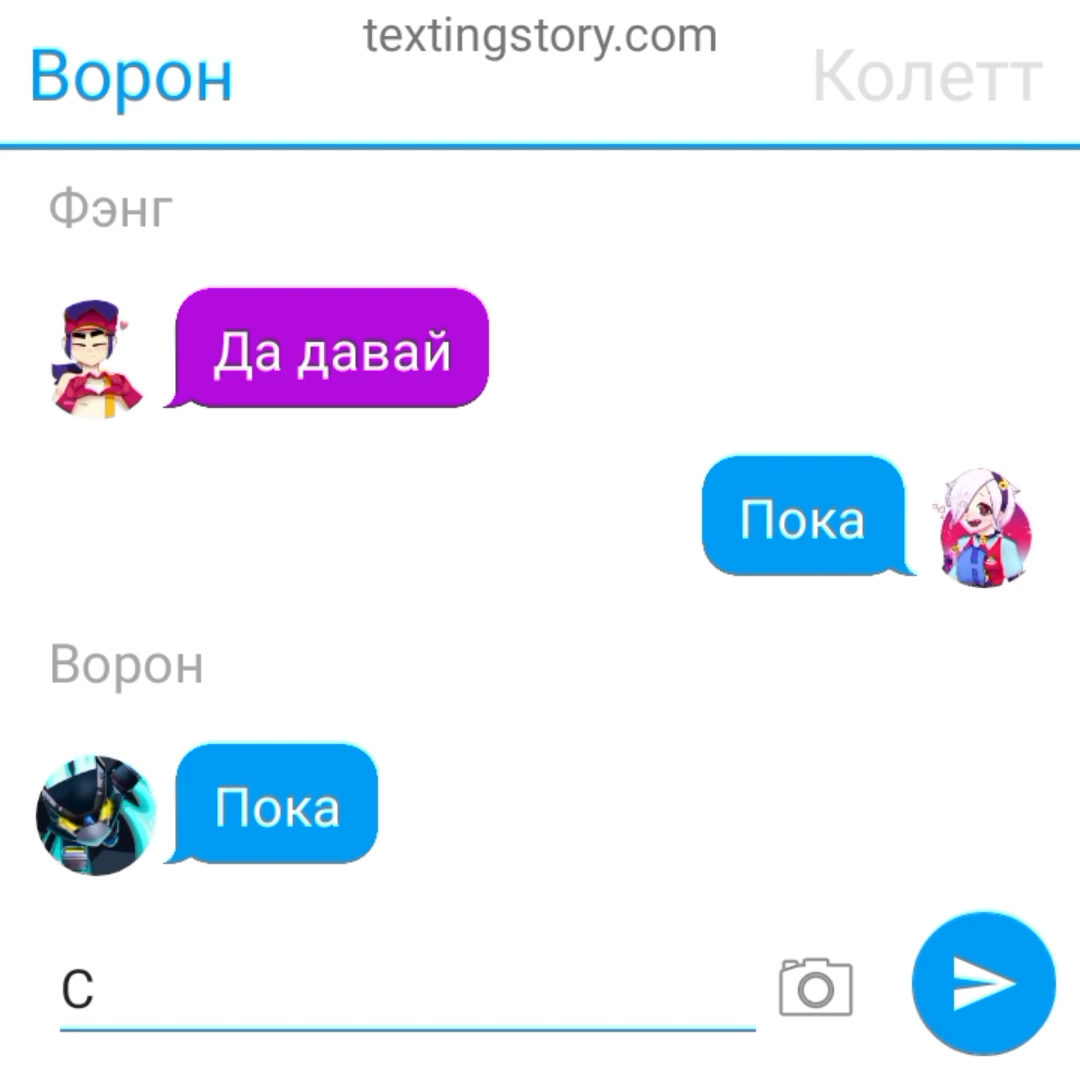 textingstory.com
Ворон Колетт
Фэнг
Да давай
Пока
Ворон
Пока
С